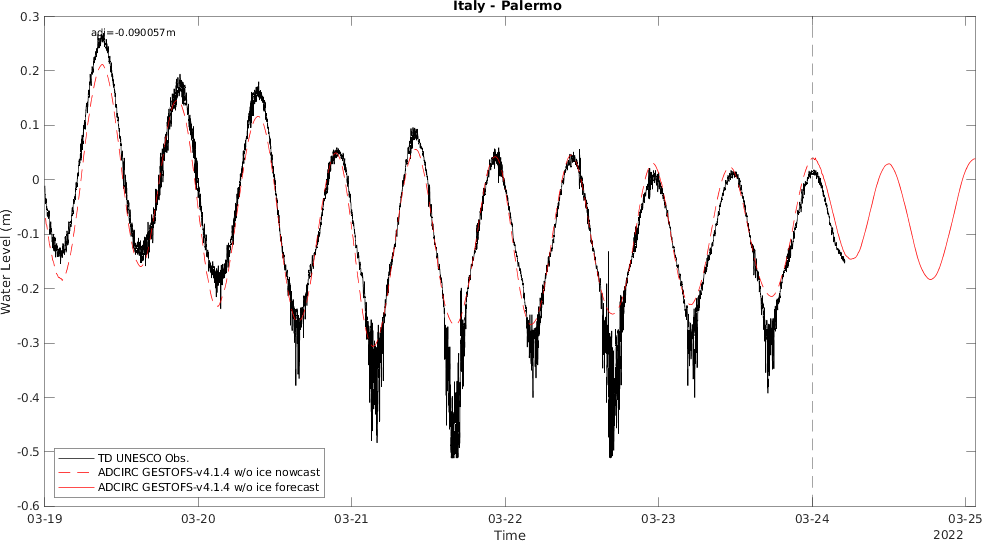 Italy - Palermo
adj=-0.090057m
0.3
0.2
0.1
0
-0.1
-0.2
-0.3
-0.4
-0.5
-0.6
Water Level (m)
TD UNESCO Obs.
ADCIRC GESTOFS-v4.1.4 w/o ice nowcast
ADCIRC GESTOFS-v4.1.4 w/o ice forecast
03-19 03-20 03-21 03-22 03-23 03-24 03-25
Time
2022